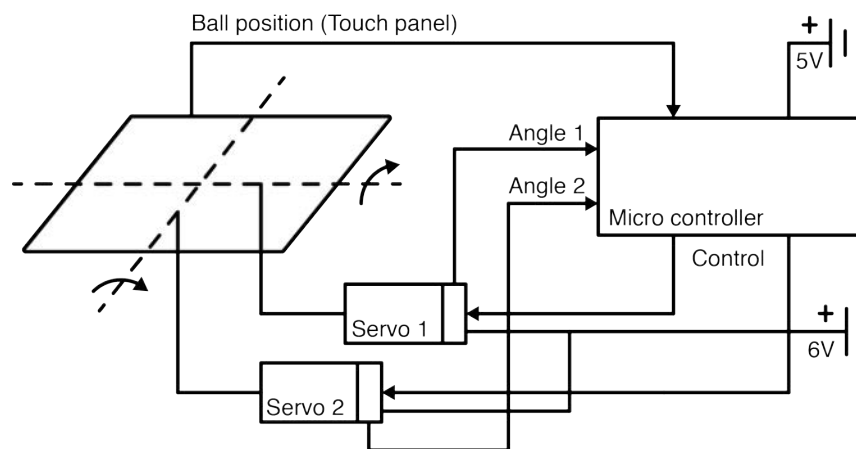 Ball position (Touch panel)
+
5V
Angle 1
Angle 2
Micro controller
Control
Servo 1
+
6V
Servo 2